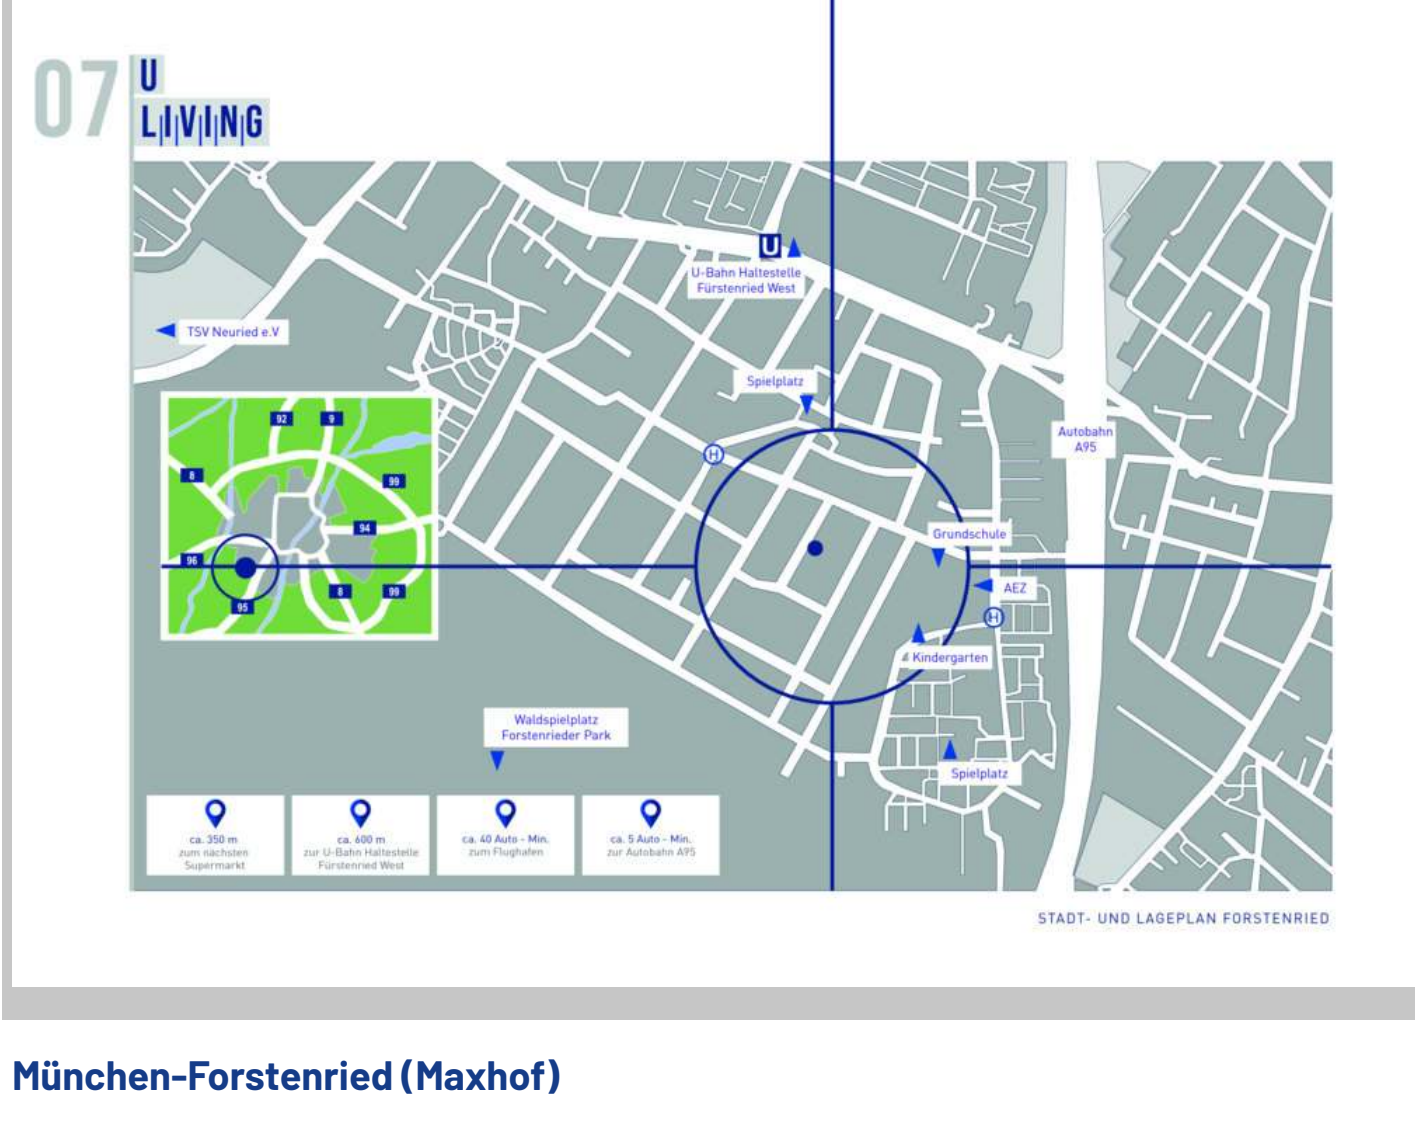 07
U
LIVING
U
U-Bahn Haltestelle
Fürstenried West
TSV Neuried e.V
Spielplatz
H
Autobahn
A95
92
9
8
99
94
96
95
8
99
Grundschule
AEZ
H
Kindergarten
Spielplatz
Waldspielplatz
Forstenrieder Park
ca. 350 m
zum nächsten
Supermarkt
ca. 600 m
zur U-Bahn Haltestelle
Fürstenried West
ca. 40 Auto - Min.
zum Flughafen
ca. 5 Auto - Min.
zur Autobahn A95
STADT- UND LAGEPLAN FORSTENRIED
München-Forstenried (Maxhof)